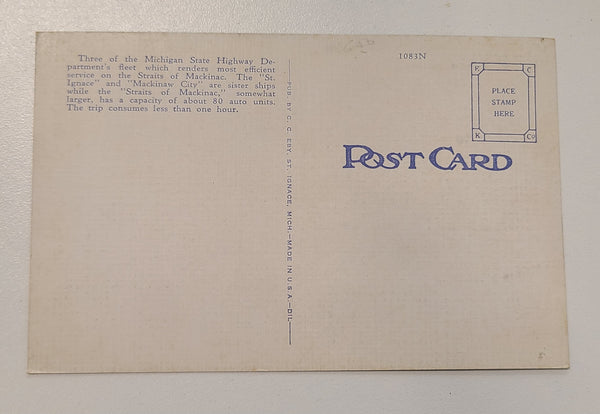 Three of the Michigan State Highway De-
partment's fleet which renders most efficient
service on the Straits of Mackinac. The "St.
Ignace" and "Mackinaw City" are sister ships
while the "Straits of Mackinac," somewhat
larger, has a capacity of about 80 auto units.
The trip consumes less than one hour.
PUB. BY C. C. EBY, ST. IGNACE, MICH.—MADE IN U.S.A.—DIL
1083N
E C
PLACE
STAMP
HERE
K Co
POST CARD